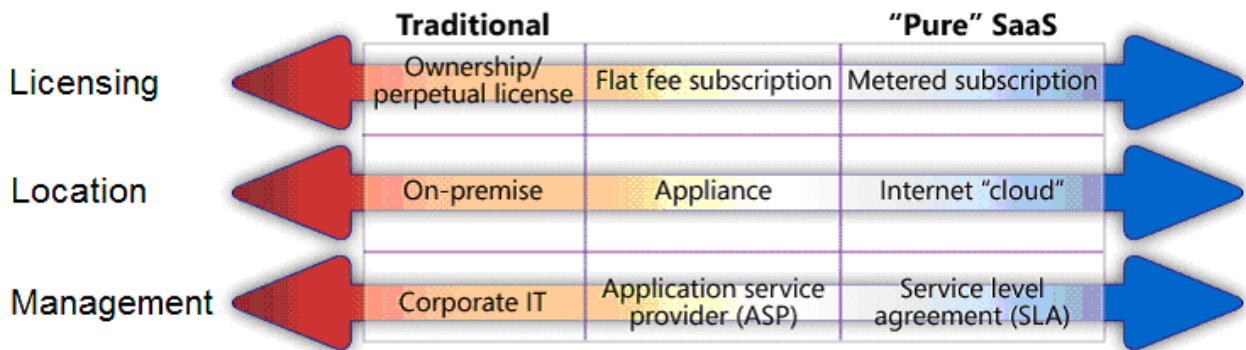 Traditional
“Pure” SaaS
Licensing
Ownership/
perpetual license
Flat fee subscription
Metered subscription
Location
On-premise
Appliance
Internet “cloud”
Management
Corporate IT
Application service
provider (ASP)
Service level
agreement (SLA)